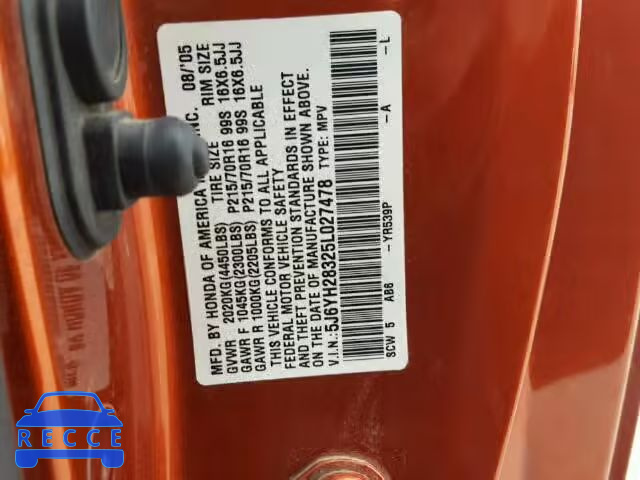 MFD. BY HONDA OF AMERICA INC. 08/'05
TIRE SIZE RIM SIZE
GVWR 2020KG(4450LBS)
GAWR F 1045KG(2300LBS) P215/70R16 99S 16X6.5JJ
GAWR R 1000KG(2205LBS) P215/70R16 99S 16X6.5JJ
THIS VEHICLE CONFORMS TO ALL APPLICABLE
FEDERAL MOTOR VEHICLE SAFETY
AND THEFT PREVENTION STANDARDS IN EFFECT
ON THE DATE OF MANUFACTURE SHOWN ABOVE.
V.I.N.:5J6YH28325L027478 TYPE: MPV
SCW 5 AB6 -YR539P -A -L
RECCE